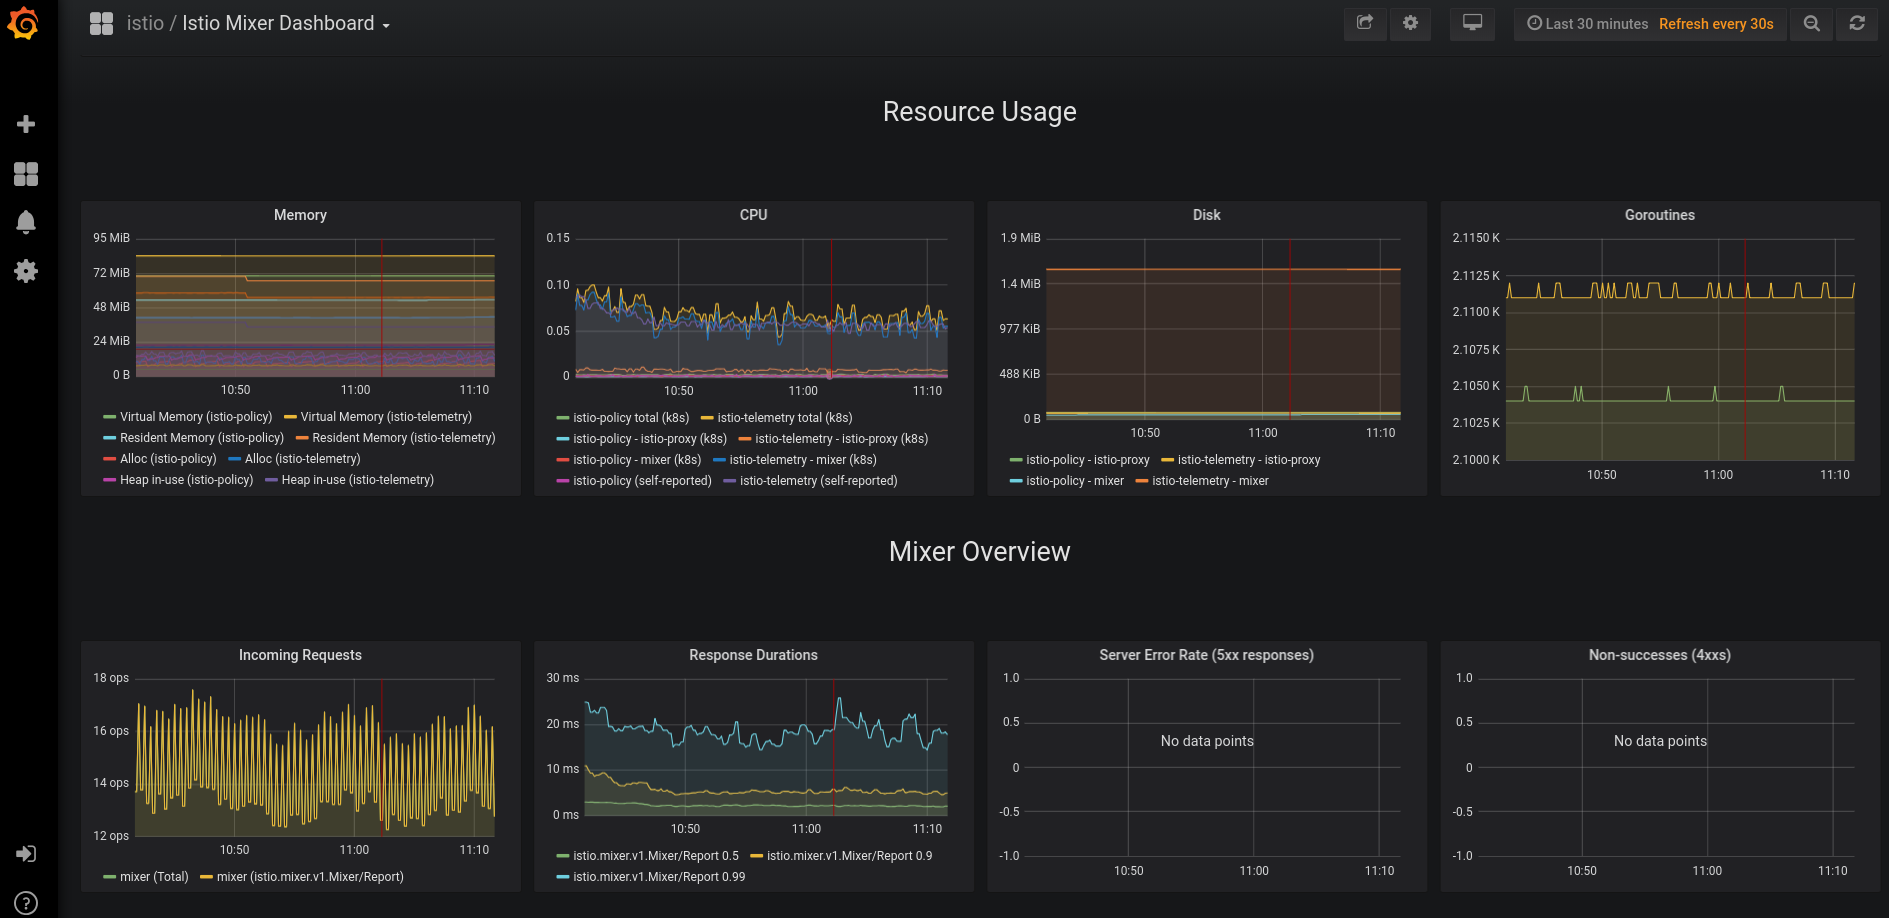 istio / Istio Mixer Dashboard
Last 30 minutes Refresh every 30s
Resource Usage
Memory
95 MiB
72 MiB
48 MiB
24 MiB
0 B
10:50 11:00 11:10
Virtual Memory (istio-policy) Virtual Memory (istio-telemetry)
Resident Memory (istio-policy) Resident Memory (istio-telemetry)
Alloc (istio-policy) Alloc (istio-telemetry)
Heap in-use (istio-policy) Heap in-use (istio-telemetry)
CPU
0.15
0.10
0.05
0
10:50 11:00 11:10
istio-policy total (k8s) istio-telemetry total (k8s)
istio-policy - istio-proxy (k8s) istio-telemetry - istio-proxy (k8s)
istio-policy - mixer (k8s) istio-telemetry - mixer (k8s)
istio-policy (self-reported) istio-telemetry (self-reported)
Disk
1.9 MiB
1.4 MiB
977 KiB
488 KiB
0 B
10:50 11:00 11:10
istio-policy - istio-proxy istio-telemetry - istio-proxy
istio-policy - mixer istio-telemetry - mixer
Goroutines
2.1150 K
2.1125 K
2.1100 K
2.1075 K
2.1050 K
2.1025 K
2.1000 K
10:50 11:00 11:10
Mixer Overview
Incoming Requests
18 ops
16 ops
14 ops
12 ops
10:50 11:00 11:10
mixer (Total) mixer (istio.mixer.v1.Mixer/Report)
Response Durations
30 ms
20 ms
10 ms
0 ms
10:50 11:00 11:10
istio.mixer.v1.Mixer/Report 0.5 istio.mixer.v1.Mixer/Report 0.9
istio.mixer.v1.Mixer/Report 0.99
Server Error Rate (5xx responses)
1.0
0.5
No data points
0
-0.5
-1.0
10:50 11:00 11:10
Non-successes (4xxs)
1.0
0.5
No data points
0
-0.5
-1.0
10:50 11:00 11:10